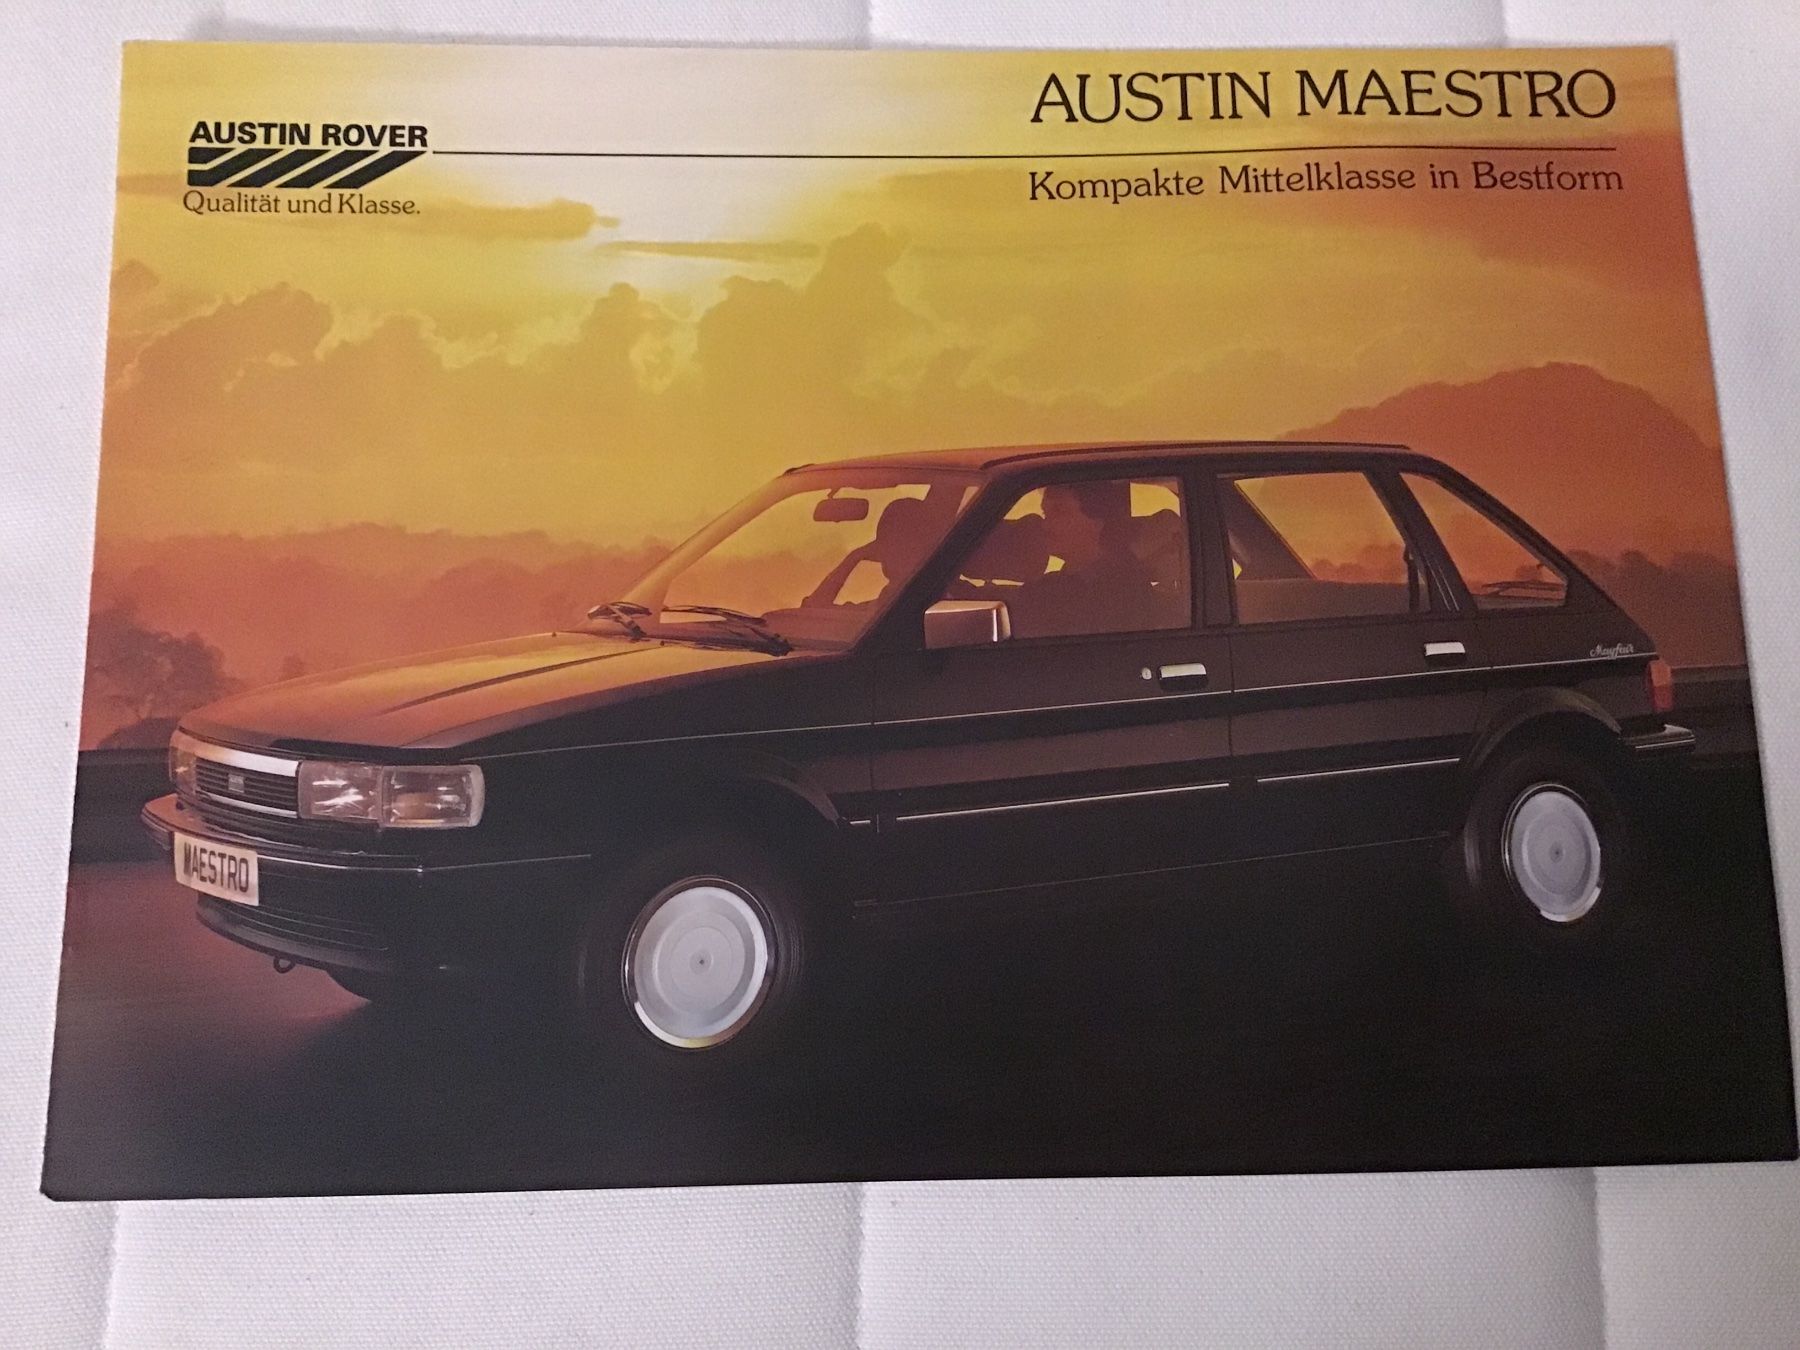 AUSTIN MAESTRO
AUSTIN ROVER
Qualität und Klasse.
Kompakte Mittelklasse in Bestform
Mayfair
MAESTRO